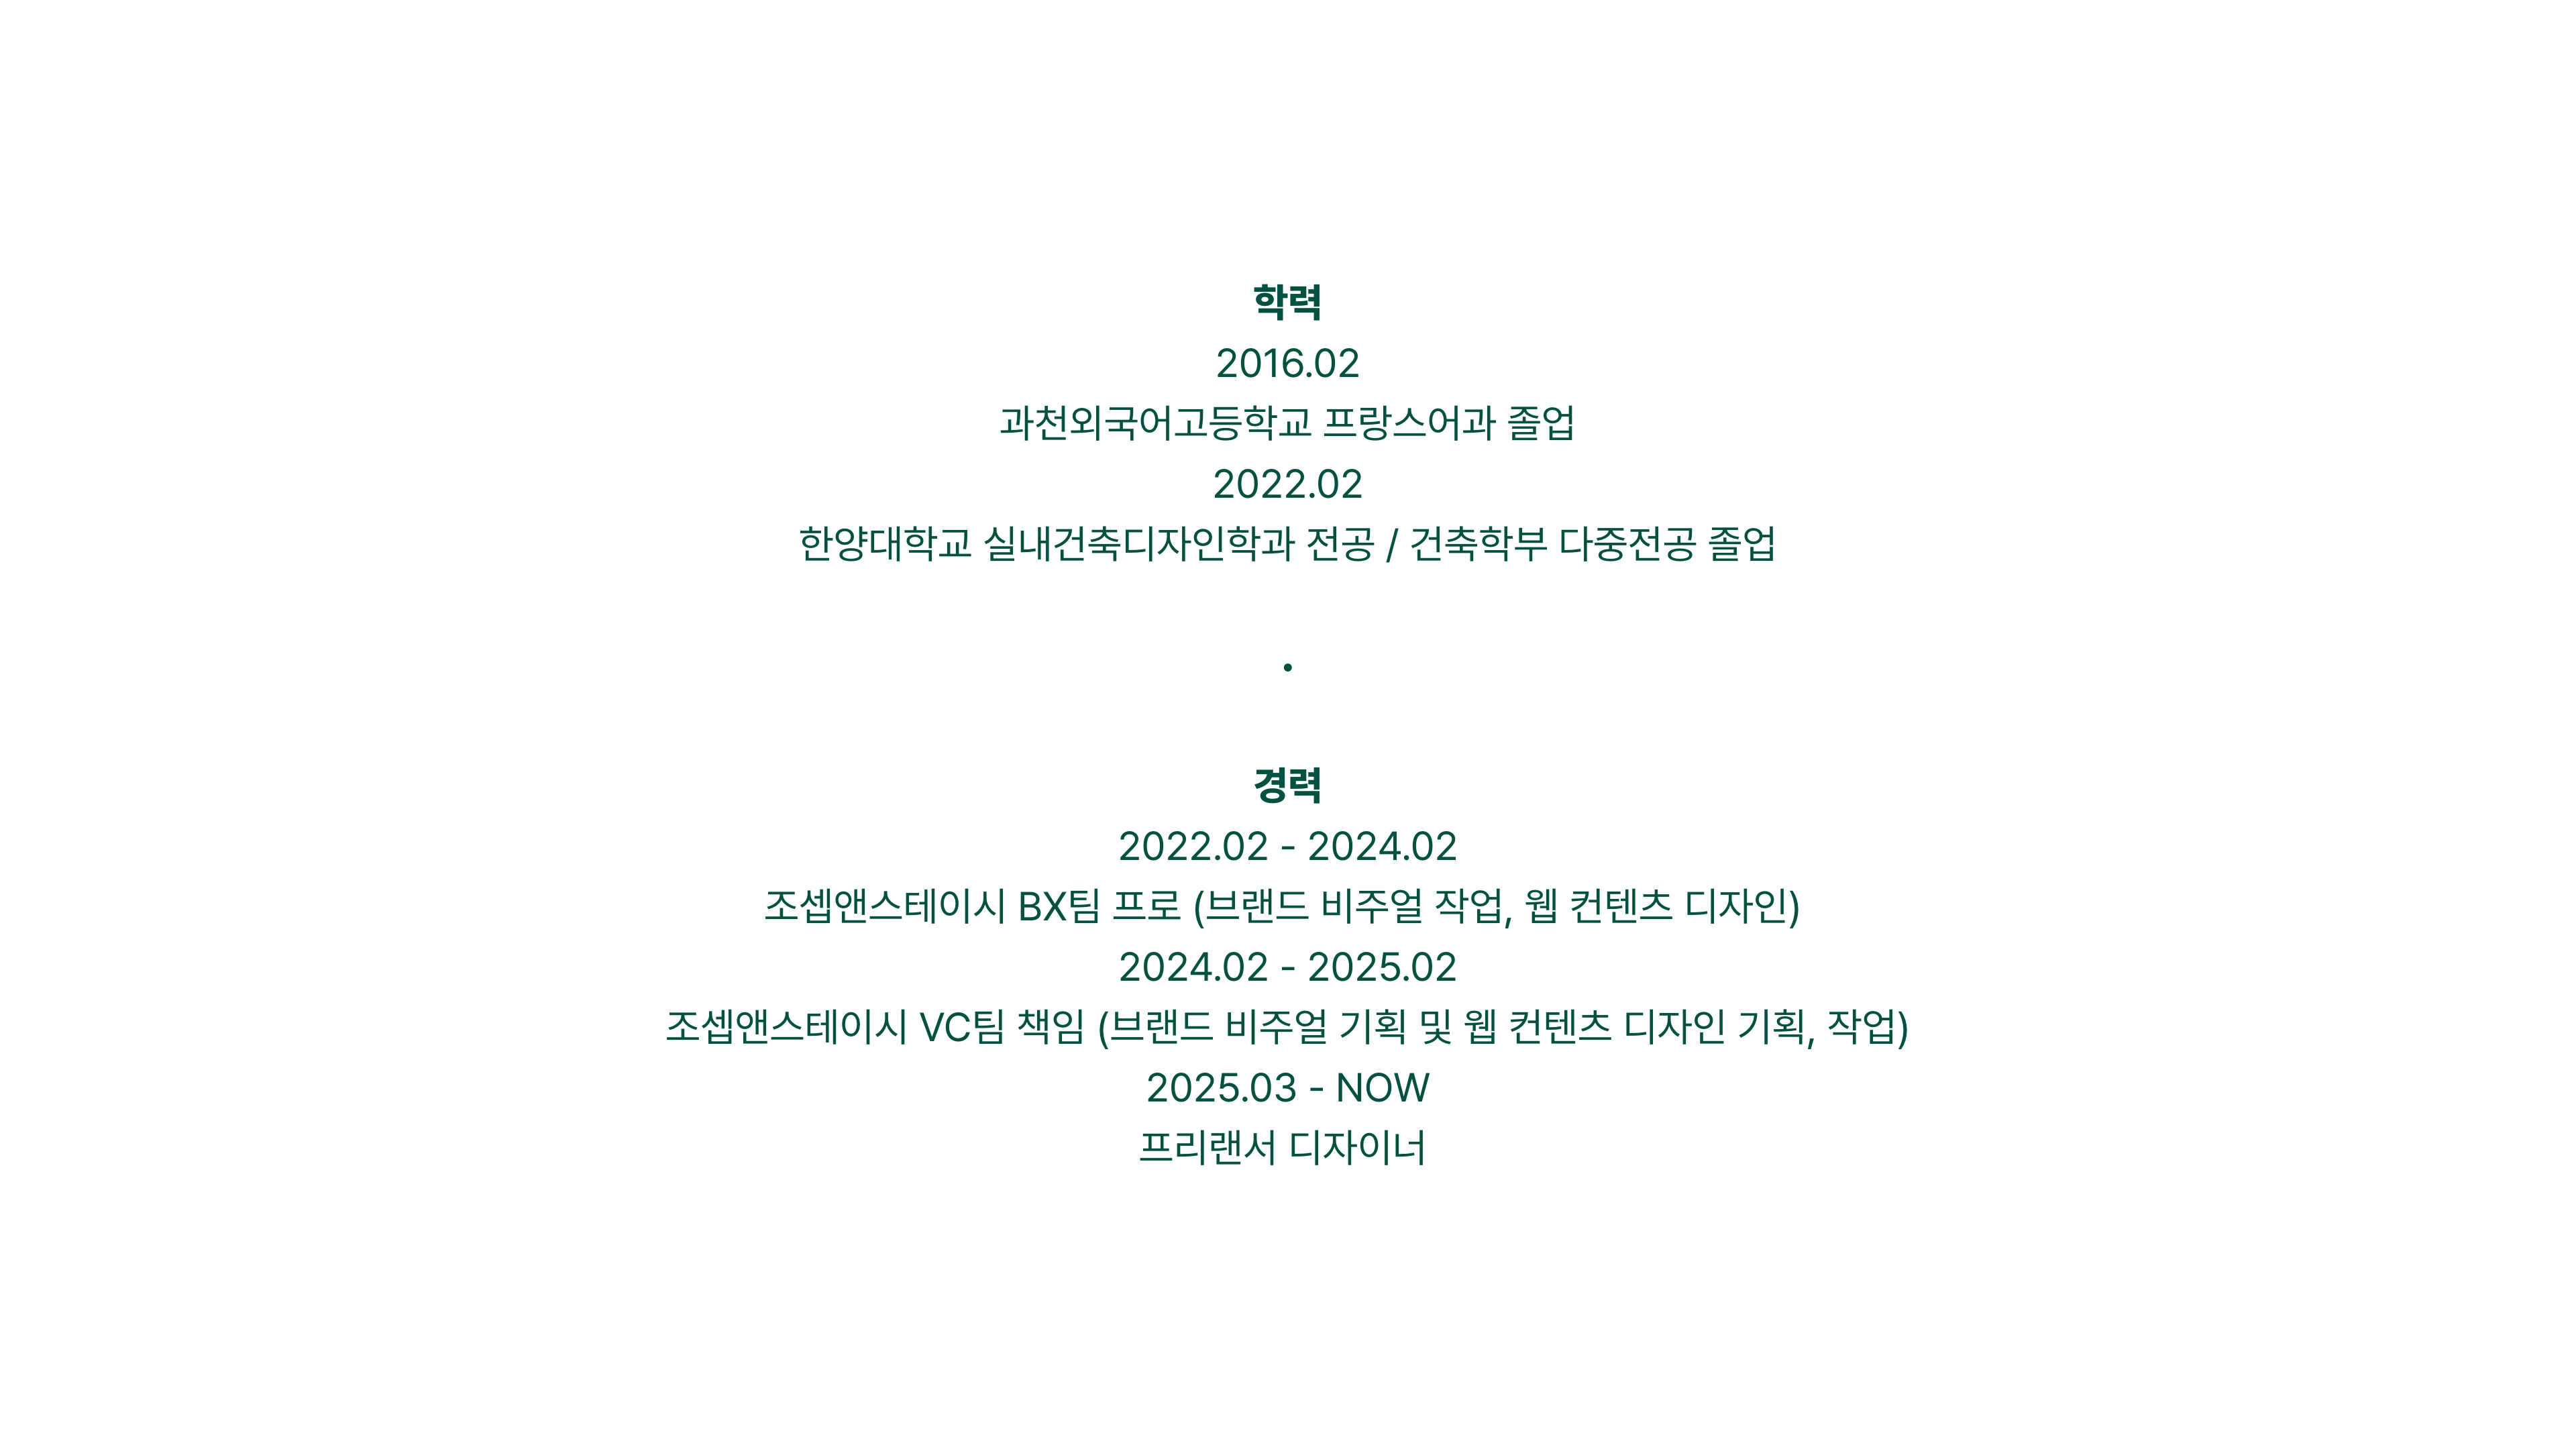 학력
2016.02
과천외국어고등학교 프랑스어과 졸업
2022.02
한양대학교 실내건축디자인학과 전공 / 건축학부 다중전공 졸업
·
경력
2022.02 - 2024.02
조셉앤스테이시 BX팀 프로 (브랜드 비주얼 작업, 웹 컨텐츠 디자인)
2024.02 - 2025.02
조셉앤스테이시 VC팀 책임 (브랜드 비주얼 기획 및 웹 컨텐츠 디자인 기획, 작업)
2025.03 - NOW
프리랜서 디자이너